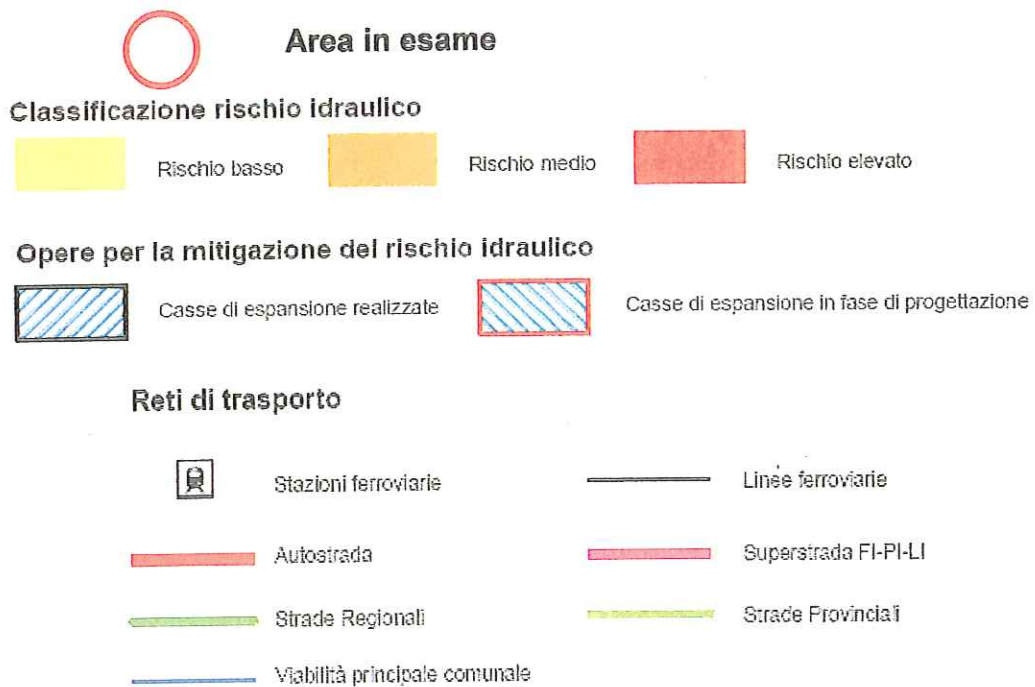 Area in esame
Classificazione rischio idraulico
Rischio basso
Rischio medio
Rischio elevato
Opere per la mitigazione del rischio idraulico
Casse di espansione realizzate
Casse di espansione in fase di progettazione
Reti di trasporto
Stazioni ferroviarie
Linee ferroviarie
Autostrada
Superstrada FI-PI-LI
Strade Regionali
Strade Provinciali
Viabilità principale comunale